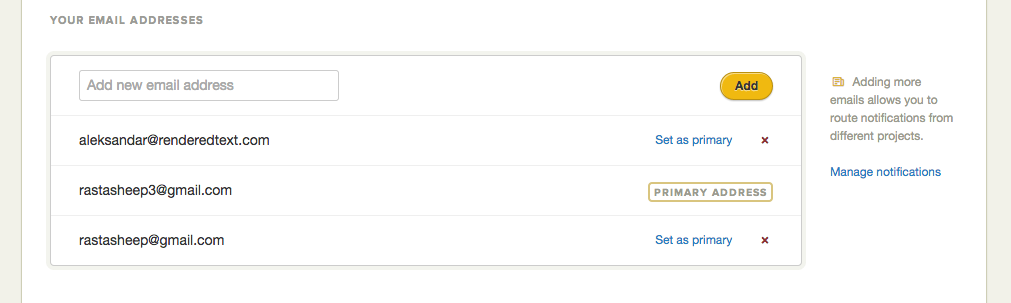 YOUR EMAIL ADDRESSES
Add new email address
Add
aleksandar@renderedtext.com
Set as primary ×
rastasheep3@gmail.com
PRIMARY ADDRESS
rastasheep@gmail.com
Set as primary ×
Adding more
emails allows you to
route notifications from
different projects.
Manage notifications